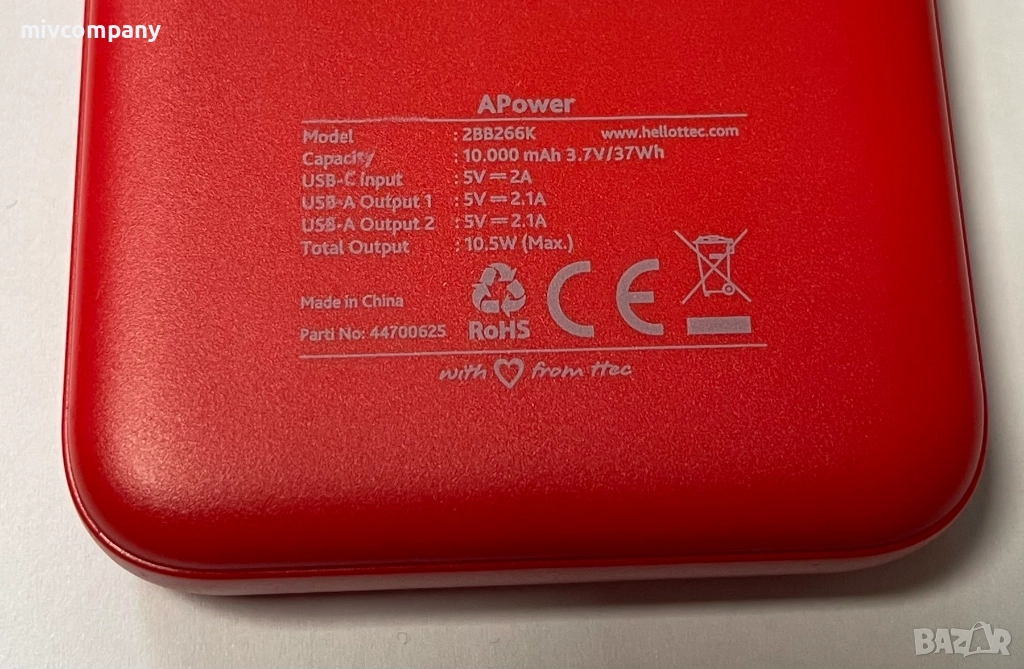 mivcompany
APower
Model : 2BB266K www.hellottec.com
Capacity : 10.000 mAh 3.7V/37Wh
USB-C Input : 5V⎓2A
USB-A Output 1 : 5V⎓2.1A
USB-A Output 2 : 5V⎓2.1A
Total Output : 10,5W (Max.)
Made in China
Parti No: 44700625 RoHS CE
with ♡ from ttec
BAZAR